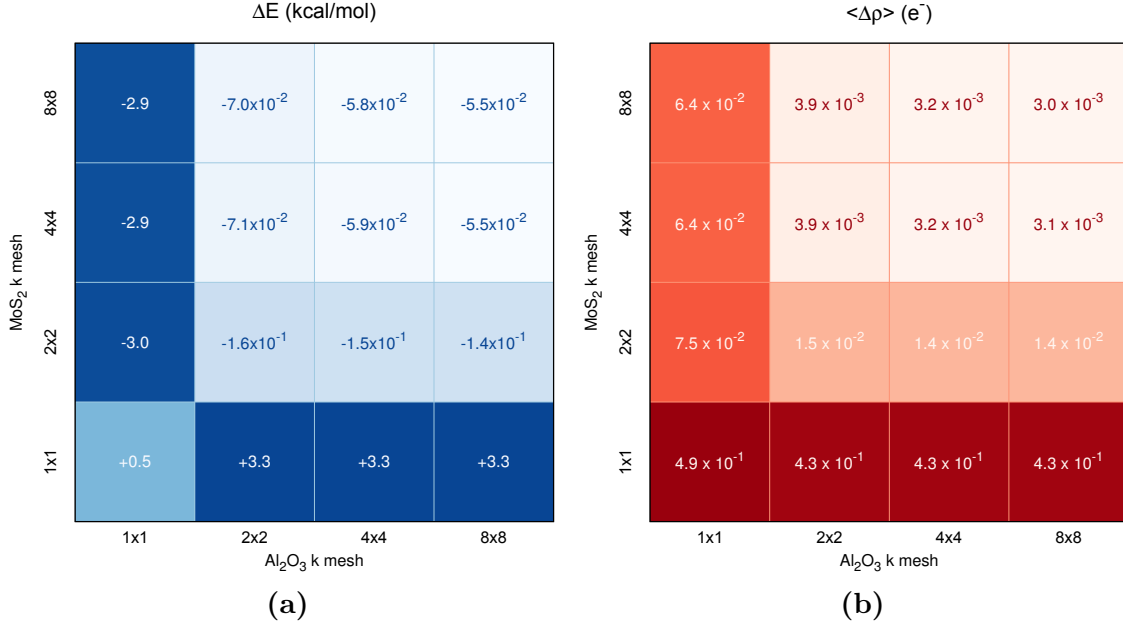 ΔE (kcal/mol)
8x8
-2.9
-7.0x10⁻²
-5.8x10⁻²
-5.5x10⁻²
4x4
-2.9
-7.1x10⁻²
-5.9x10⁻²
-5.5x10⁻²
2x2
-3.0
-1.6x10⁻¹
-1.5x10⁻¹
-1.4x10⁻¹
1x1
+0.5
+3.3
+3.3
+3.3
MoS₂ k mesh
1x1
2x2
4x4
8x8
Al₂O₃ k mesh
(a)
<Δρ> (e⁻)
8x8
6.4 x 10⁻²
3.9 x 10⁻³
3.2 x 10⁻³
3.0 x 10⁻³
4x4
6.4 x 10⁻²
3.9 x 10⁻³
3.2 x 10⁻³
3.1 x 10⁻³
2x2
7.5 x 10⁻²
1.5 x 10⁻²
1.4 x 10⁻²
1.4 x 10⁻²
1x1
4.9 x 10⁻¹
4.3 x 10⁻¹
4.3 x 10⁻¹
4.3 x 10⁻¹
MoS₂ k mesh
1x1
2x2
4x4
8x8
Al₂O₃ k mesh
(b)